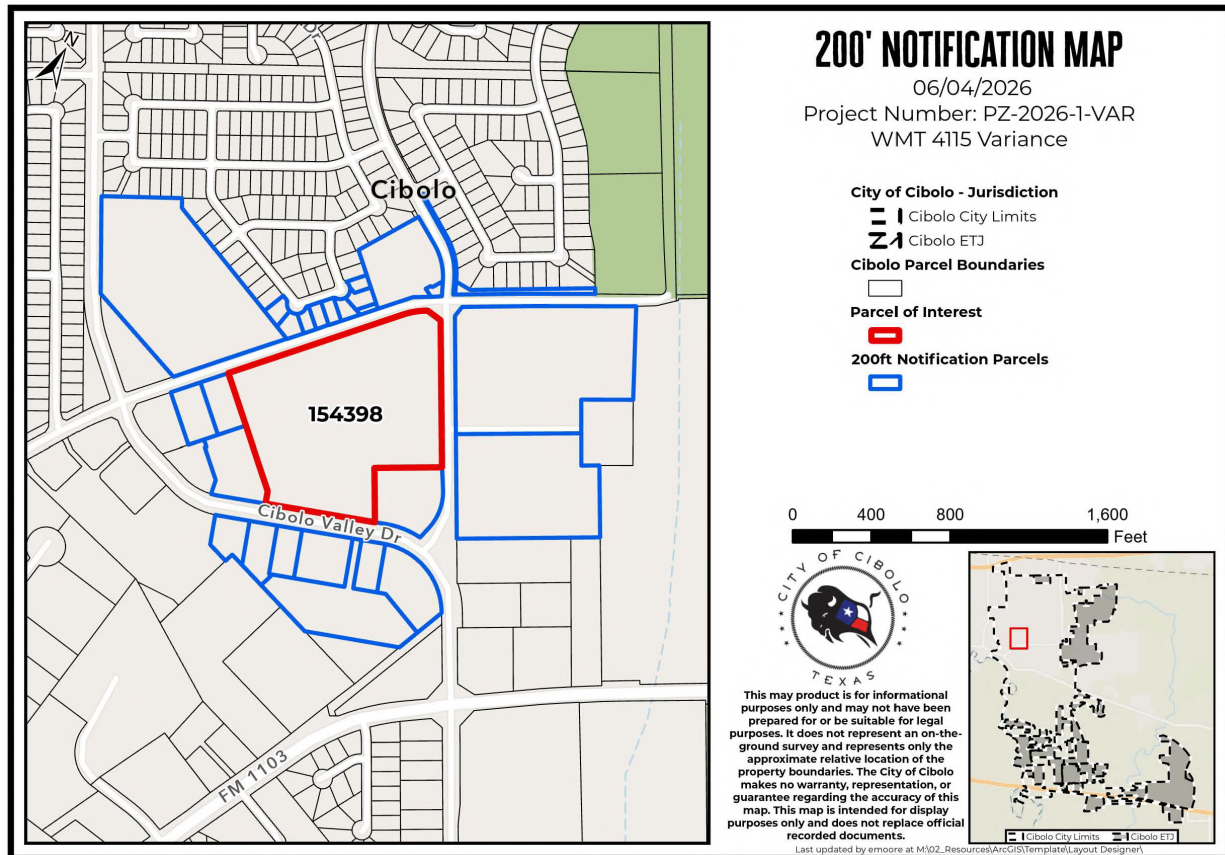 200' NOTIFICATION MAP
06/04/2026
Project Number: PZ-2026-1-VAR
WMT 4115 Variance
City of Cibolo - Jurisdiction
Cibolo City Limits
Cibolo ETJ
Cibolo Parcel Boundaries
Parcel of Interest
200ft Notification Parcels
N
Dr
Cibolo
154398
Cibolo Valley Dr
FM 1103
0 400 800 1,600
Feet
CITY OF CIBOLO
TEXAS
This may product is for informational
purposes only and may not have been
prepared for or be suitable for legal
purposes. It does not represent an on-the-
ground survey and represents only the
approximate relative location of the
property boundaries. The City of Cibolo
makes no warranty, representation, or
guarantee regarding the accuracy of this
map. This map is intended for display
purposes only and does not replace official
recorded documents.
Cibolo City Limits Cibolo ETJ
Last updated by emoore at M:\02_Resources\ArcGIS\Template\Layout Designer\